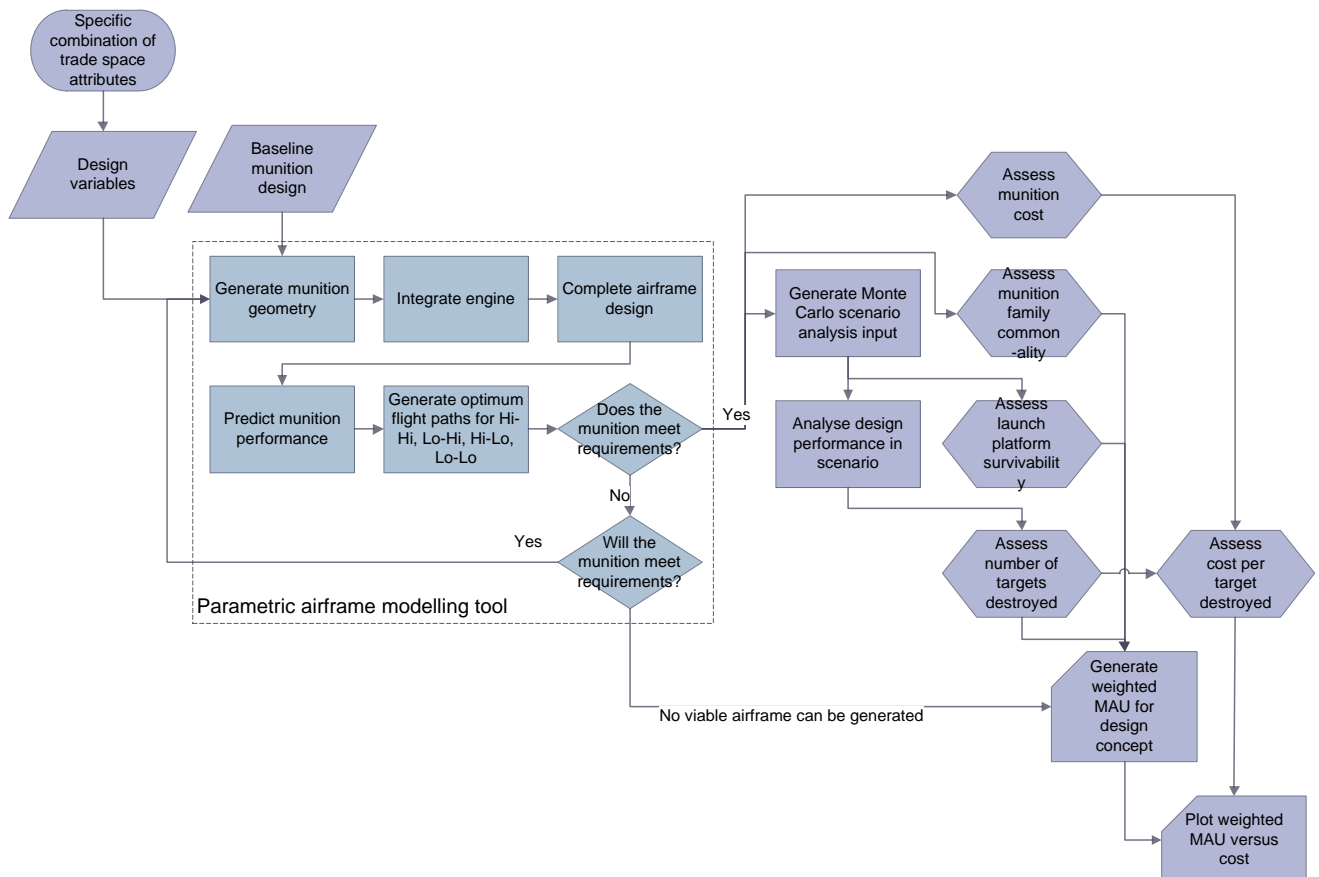 Specific
combination of
trade space
attributes
Design
variables
Baseline
munition
design
Generate munition
geometry
Integrate engine
Complete airframe
design
Predict munition
performance
Generate optimum
flight paths for Hi-
Hi, Lo-Hi, Hi-Lo,
Lo-Lo
Does the
munition meet
requirements?
Yes
No
Will the
munition meet
requirements?
Yes
Parametric airframe modelling tool
No viable airframe can be generated
Assess
munition
cost
Generate Monte
Carlo scenario
analysis input
Assess
munition
family
common
-ality
Analyse design
performance in
scenario
Assess
launch
platform
survivabilit
y
Assess
number of
targets
destroyed
Assess
cost per
target
destroyed
Generate
weighted
MAU for
design
concept
Plot weighted
MAU versus
cost